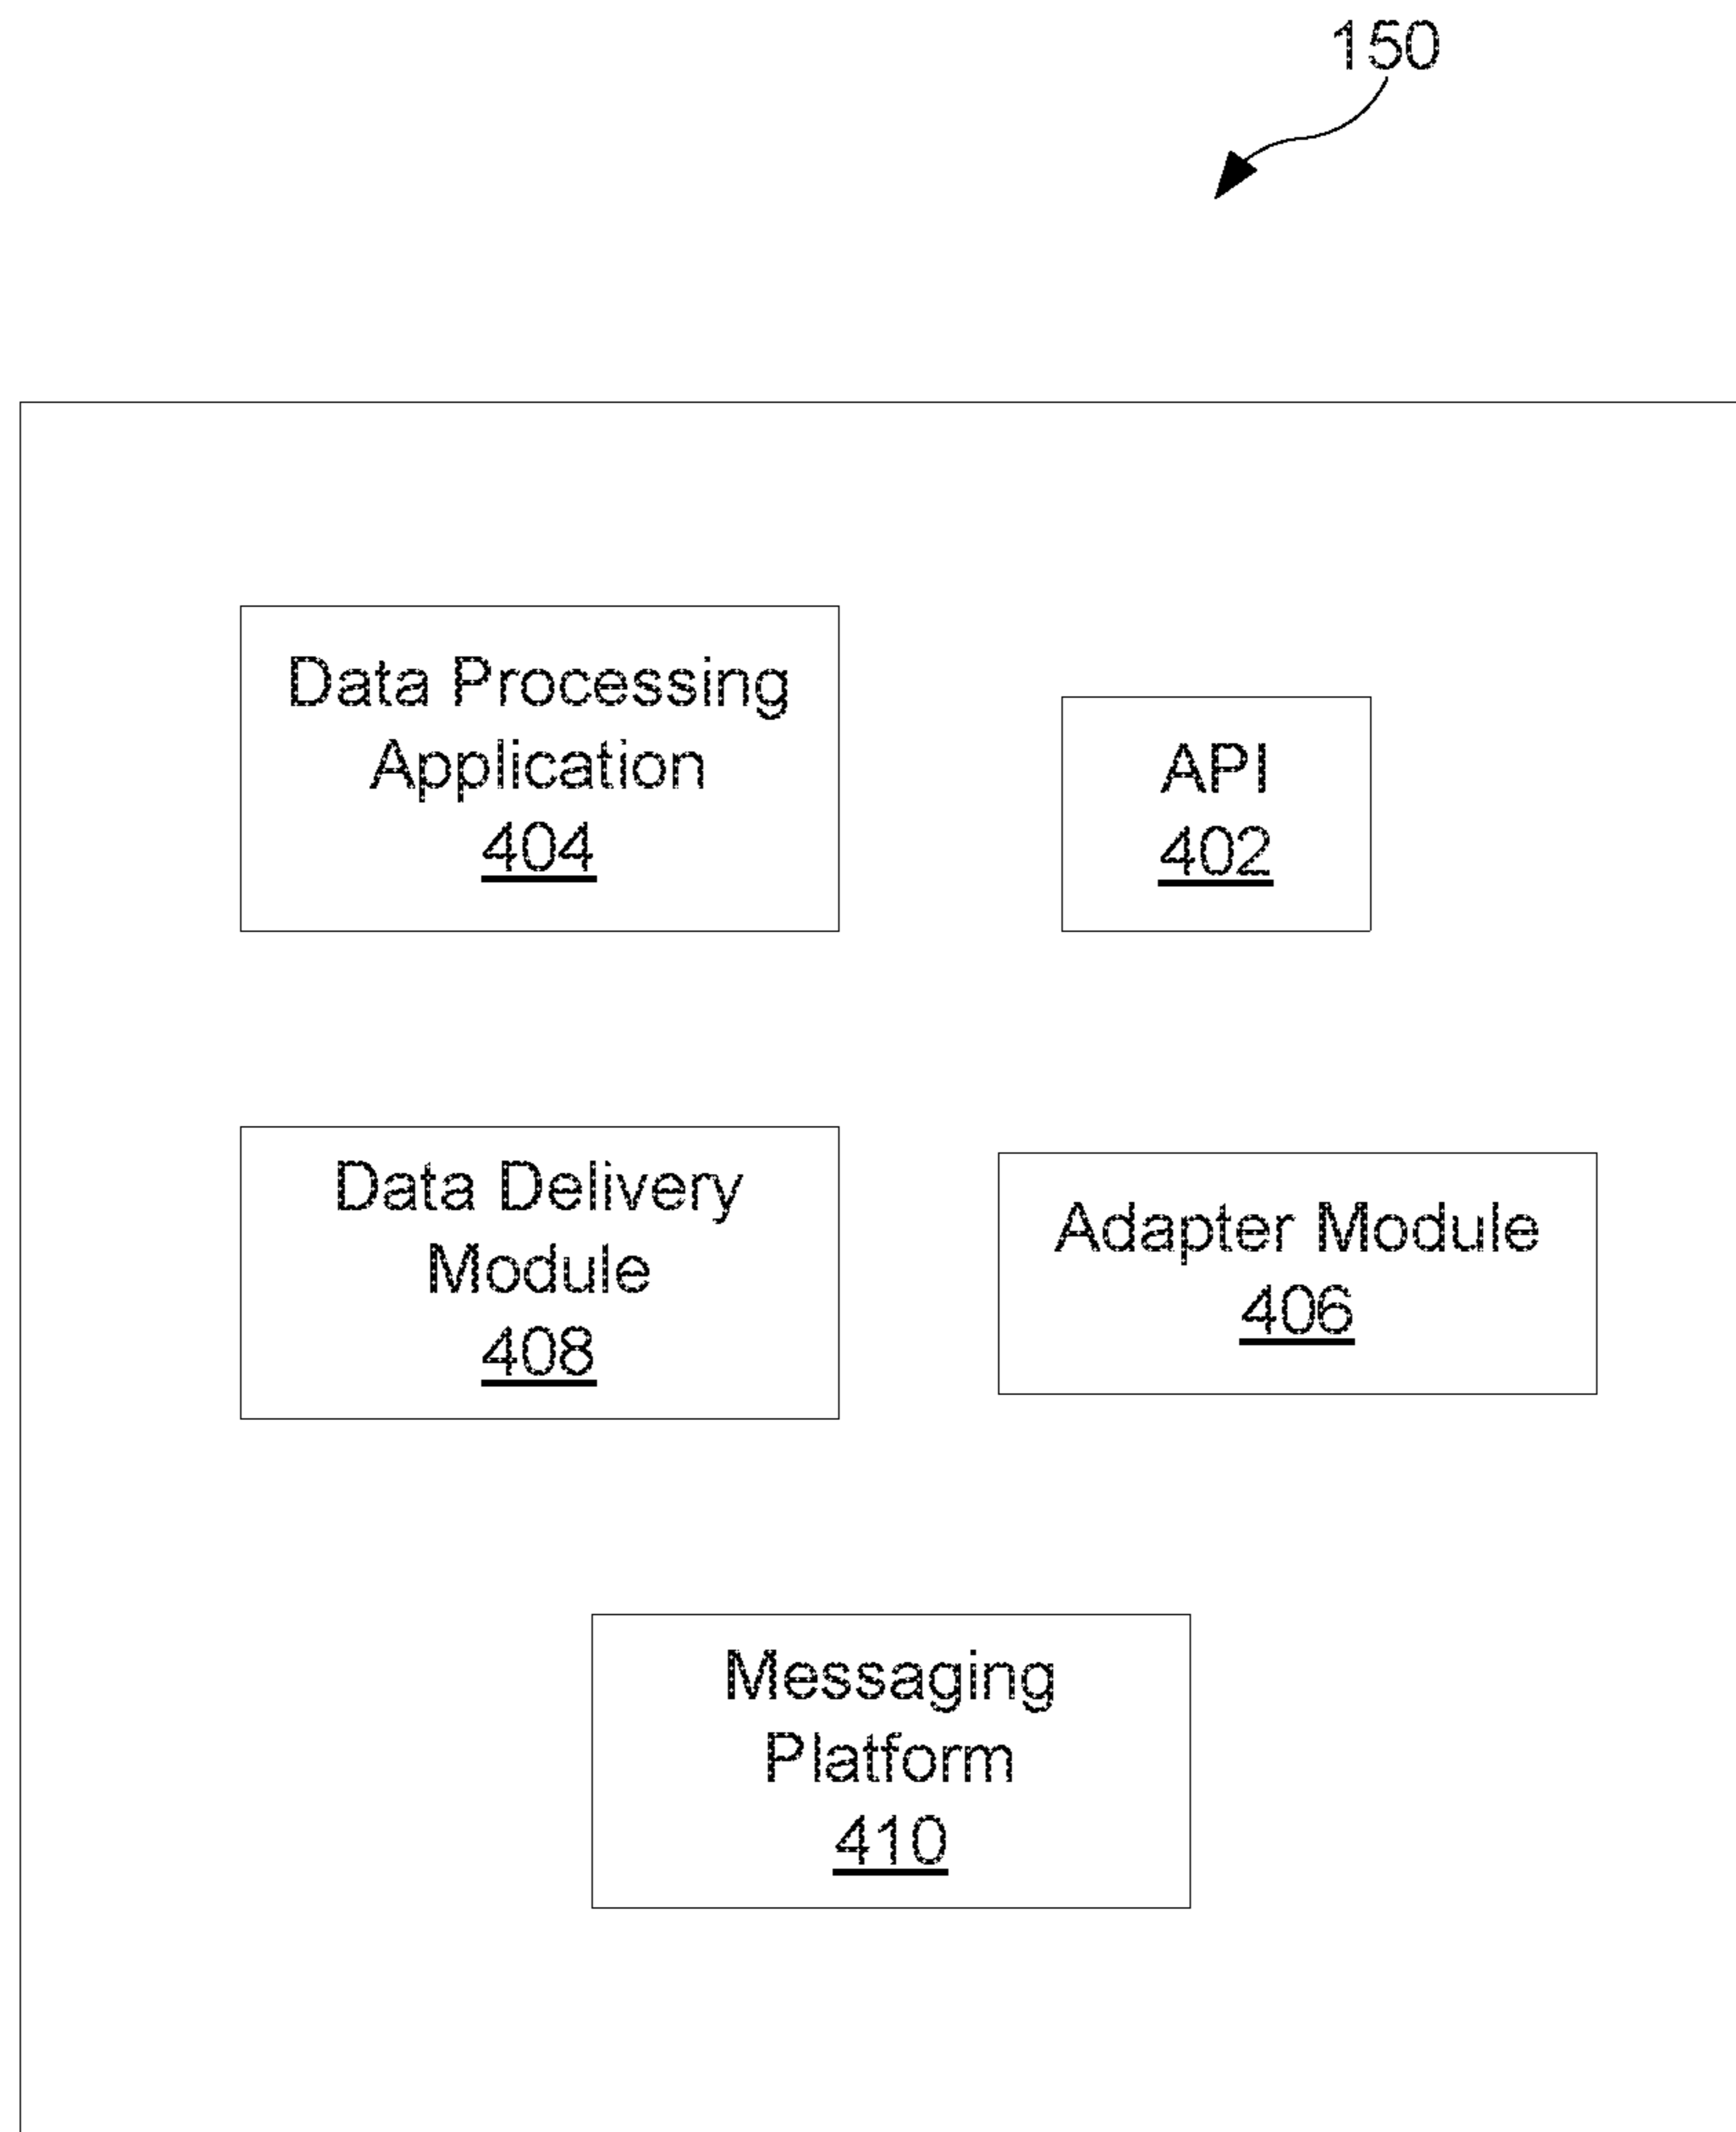 150
Data Processing
Application
404
API
402
Data Delivery
Module
408
Adapter Module
406
Messaging
Platform
410